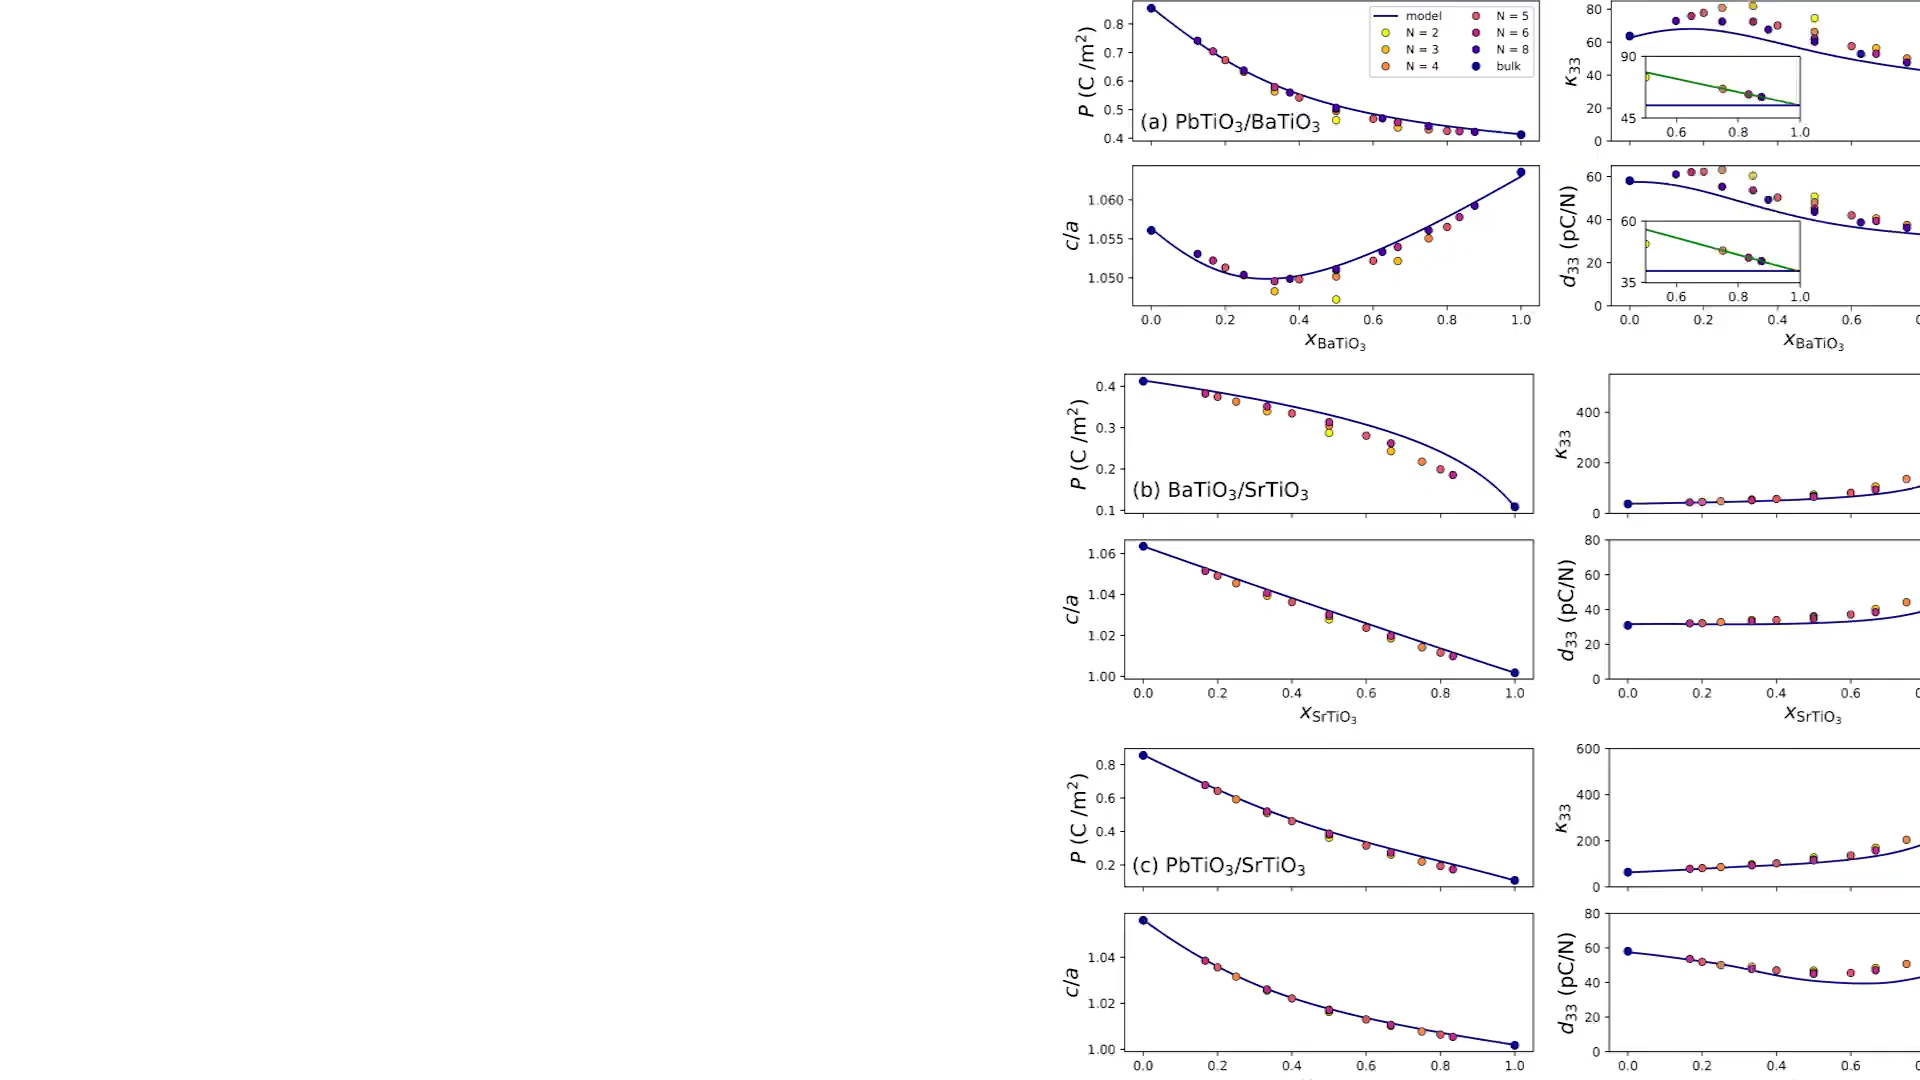 P (C /m²)
0.8
0.7
0.6
0.5
0.4
model
N = 2
N = 3
N = 4
N = 5
N = 6
N = 8
bulk
(a) PbTiO₃/BaTiO₃
κ₃₃
80
60
40
20
0
90
45
0.6 0.8 1.0
c/a
1.060
1.055
1.050
0.0 0.2 0.4 0.6 0.8 1.0
xBaTiO₃
d₃₃ (pC/N)
60
40
20
0
60
35
0.6 0.8 1.0
0.0 0.2 0.4 0.6
xBaTiO₃
P (C /m²)
0.4
0.3
0.2
0.1
(b) BaTiO₃/SrTiO₃
κ₃₃
400
200
0
c/a
1.06
1.04
1.02
1.00
0.0 0.2 0.4 0.6 0.8 1.0
xSrTiO₃
d₃₃ (pC/N)
80
60
40
20
0
0.0 0.2 0.4 0.6
xSrTiO₃
P (C /m²)
0.8
0.6
0.4
0.2
(c) PbTiO₃/SrTiO₃
κ₃₃
600
400
200
0
c/a
1.04
1.02
1.00
0.0 0.2 0.4 0.6 0.8 1.0
d₃₃ (pC/N)
80
60
40
20
0
0.0 0.2 0.4 0.6